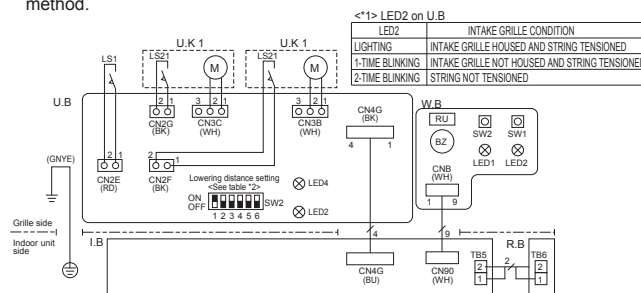 method.
<*1> LED2 on U.B
LED2 INTAKE GRILLE CONDITION
LIGHTING INTAKE GRILLE HOUSED AND STRING TENSIONED
1-TIME BLINKING INTAKE GRILLE NOT HOUSED AND STRING TENSIONED
2-TIME BLINKING STRING NOT TENSIONED
U.K 1 U.K 1
LS1 LS21 M LS21 M
U.B
2 1 3 2 1 3 2 1
CN2G (BK) CN3C (WH) CN3B (WH)
CN4G (BK)
4 1
W.B
RU SW2 SW1
BZ LED1 LED2
CNB (WH)
1 9
(GNYE)
2 1 2 1
CN2E (RD) CN2F (BK)
Lowering distance setting
<See table *2>
ON
OFF SW2
1 2 3 4 5 6
LED4
LED2
Grille side
Indoor unit side
I.B
4 9
CN4G (BU) CN90 (WH)
R.B
TB5 2 TB6
2 2
1 1